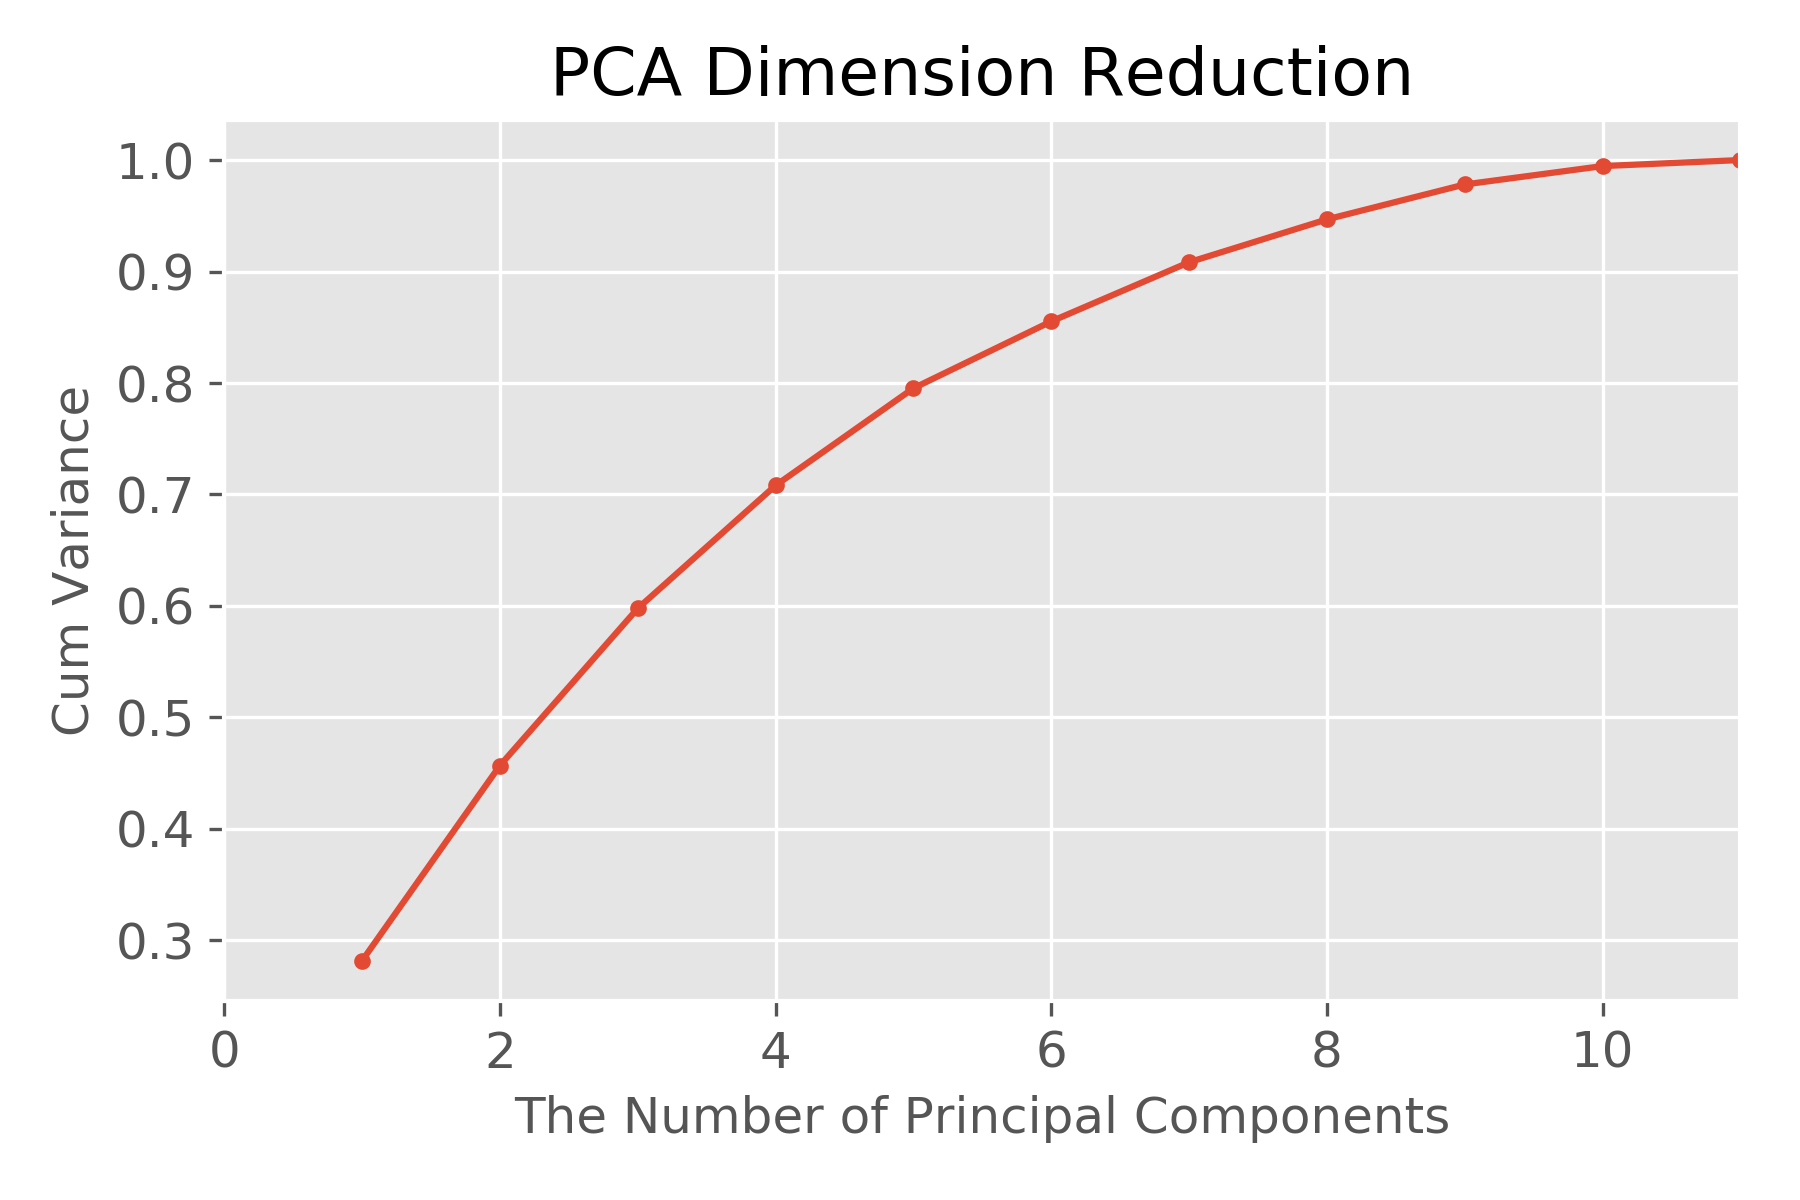 PCA Dimension Reduction
1.0
0.9
0.8
0.7
0.6
0.5
0.4
0.3
Cum Variance
0 2 4 6 8 10
The Number of Principal Components